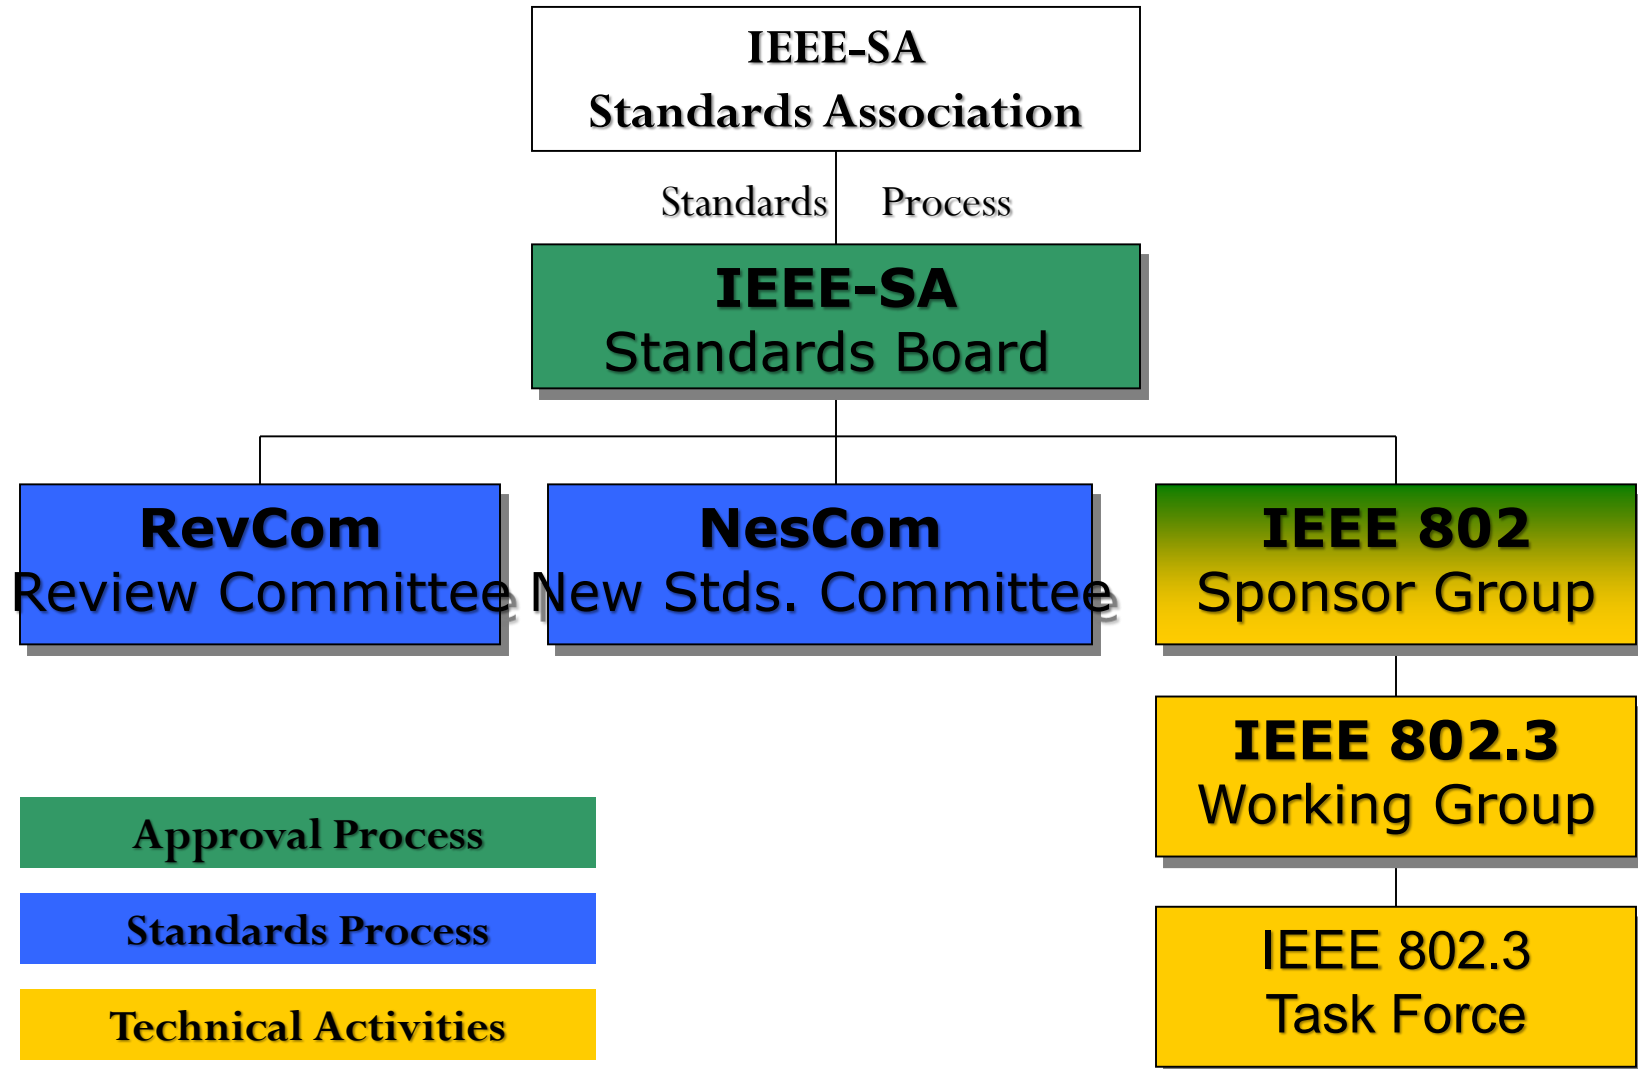 IEEE-SA
Standards Association
Standards Process
IEEE-SA
Standards Board
RevCom
Review Committee
NesCom
New Stds. Committee
IEEE 802
Sponsor Group
IEEE 802.3
Working Group
IEEE 802.3
Task Force
Approval Process
Standards Process
Technical Activities